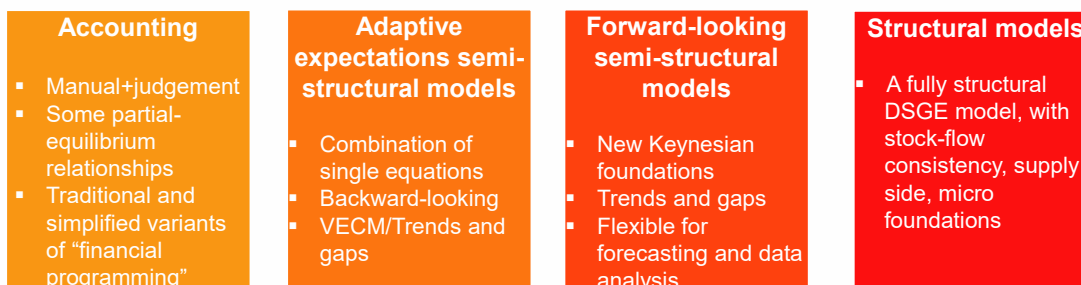 Accounting
▪ Manual+judgement
▪ Some partial-
equilibrium
relationships
▪ Traditional and
simplified variants
of “financial
programming”
Adaptive
expectations semi-
structural models
▪ Combination of
single equations
▪ Backward-looking
▪ VECM/Trends and
gaps
Forward-looking
semi-structural
models
▪ New Keynesian
foundations
▪ Trends and gaps
▪ Flexible for
forecasting and data
analysis
Structural models
▪ A fully structural
DSGE model, with
stock-flow
consistency, supply
side, micro
foundations